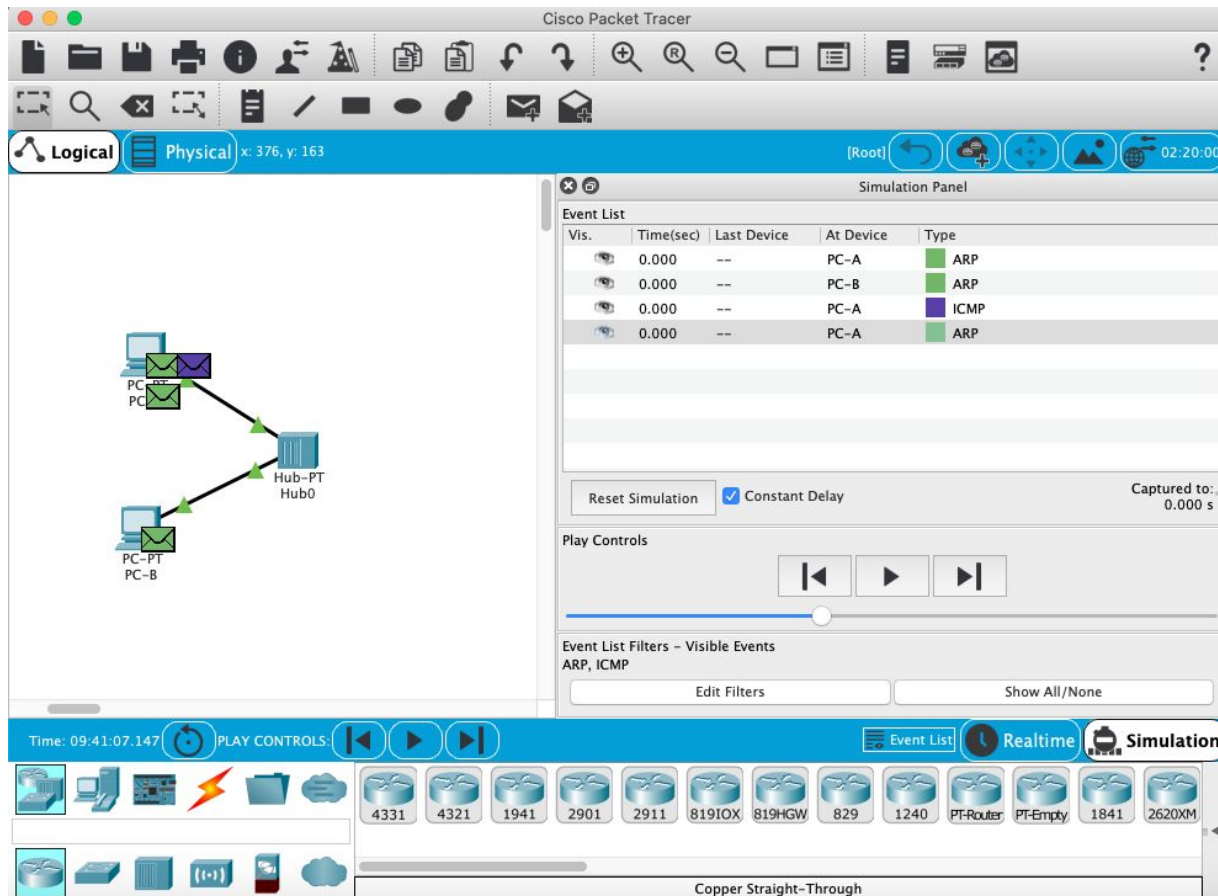 Cisco Packet Tracer
Logical
Physical
x: 376, y: 163
[Root]
02:20:00
Simulation Panel
Event List
Vis. Time(sec) Last Device At Device Type
0.000 -- PC-A ARP
0.000 -- PC-B ARP
0.000 -- PC-A ICMP
0.000 -- PC-A ARP
PC-PT
PC
Hub-PT
Hub0
PC-PT
PC-B
Reset Simulation
Constant Delay
Captured to:
0.000 s
Play Controls
Event List Filters - Visible Events
ARP, ICMP
Edit Filters
Show All/None
Time: 09:41:07.147
PLAY CONTROLS:
Event List
Realtime
Simulation
4331 4321 1941 2901 2911 819IOX 819HGW 829 1240 PT-Router PT-Empty 1841 2620XM
Copper Straight-Through